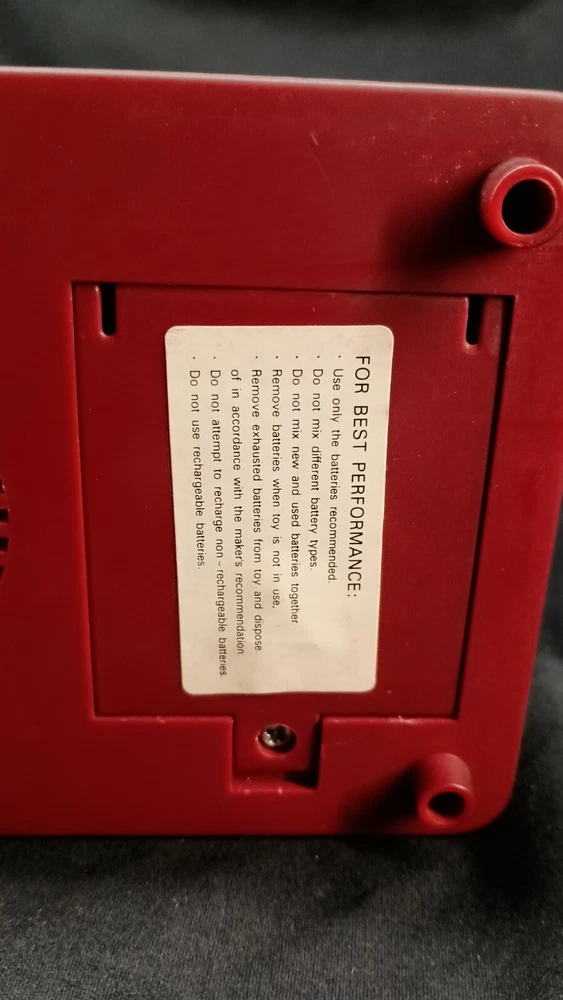 FOR BEST PERFORMANCE:
· Use only the batteries recommended.
· Do not mix different battery types.
· Do not mix new and used batteries together
· Remove batteries when toy is not in use,
· Remove exhausted batteries from toy and dispose
of in accordance with the maker's recommendation.
· Do not attempt to recharge non – rechargeable batteries.
· Do not use rechargeable batteries.